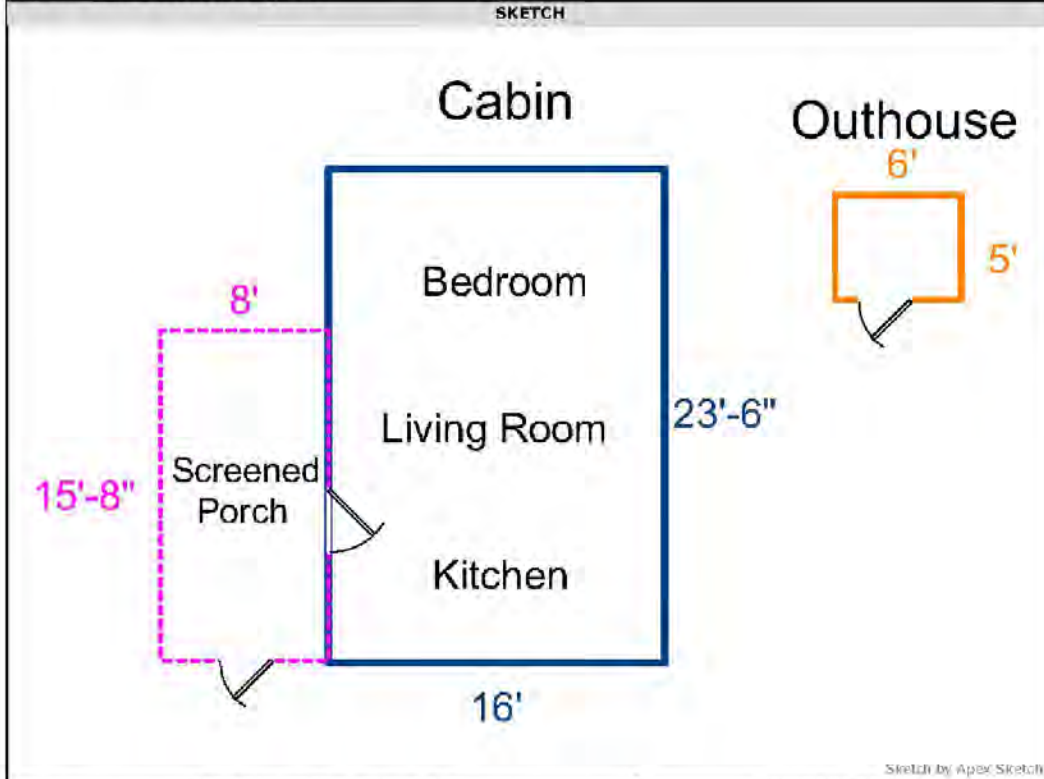 SKETCH
Cabin
Outhouse
6'
5'
Bedroom
8'
23'-6"
Living Room
Screened
Porch
15'-8"
Kitchen
16'
Sketch by Apex Sketch